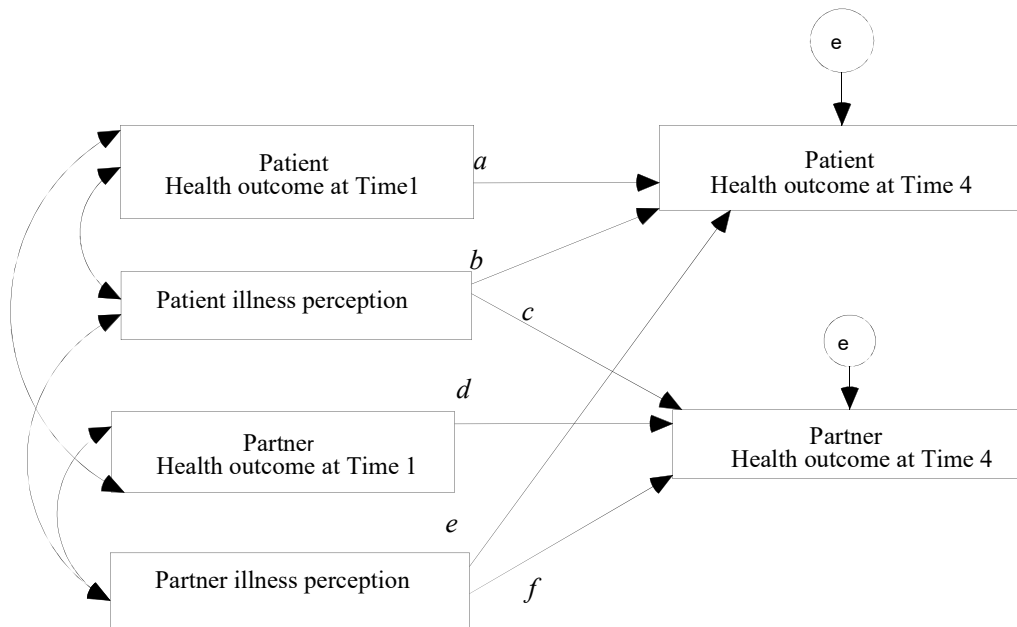 e
Patient
Health outcome at Time1
a
Patient
Health outcome at Time 4
b
Patient illness perception
c
e
d
Partner
Health outcome at Time 1
Partner
Health outcome at Time 4
e
Partner illness perception
f